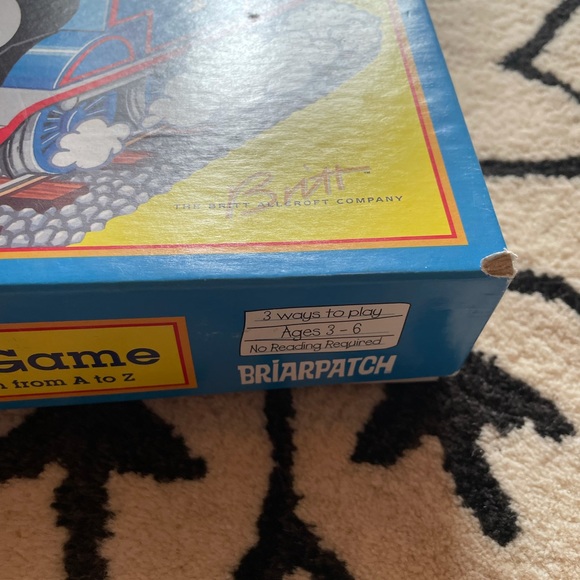 Britt
THE BRITT ALLCROFT COMPANY
3 ways to play
Ages 3 - 6
No Reading Required
Game
from A to Z
BRIARPATCH